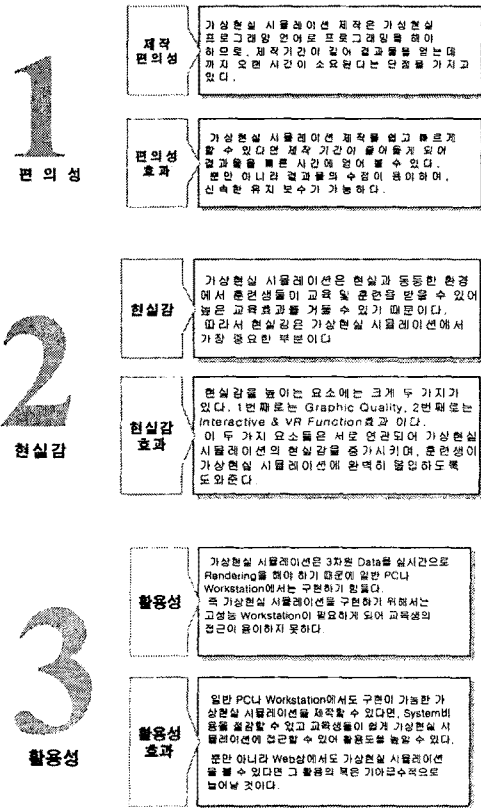 1
편 의 성
제작
편의성
가상현실 시뮬레이션 제작은 가상현실
프로그래밍 언어로 프로그래밍을 해야
하므로, 제작기간이 길어 결과물을 얻는데
까지 오랜 시간이 소요된다는 단점을 가지고
있다.
편의성
효과
가상현실 시뮬레이션 제작을 쉽고 빠르게
할 수 있다면 제작 기간이 줄어들게 되어
결과물을 빠른 시간에 얻어 볼 수 있다.
뿐만 아니라 결과물의 수정이 용이하며,
신속한 유지 보수가 가능하다.
2
현실감
현실감
가상현실 시뮬레이션은 현실과 동등한 환경
에서 훈련생들이 교육 및 훈련을 받을 수 있어
높은 교육효과를 거둘 수 있기 때문이다.
따라서 현실감은 가상현실 시뮬레이션에서
가장 중요한 부분이다
현실감
효과
현실감을 높이는 요소에는 크게 두 가지가
있다. 1번째로는 Graphic Quality, 2번째로는
Interactive & VR Function효과 이다.
이 두 가지 요소들은 서로 연관되어 가상현실
시뮬레이션의 현실감을 증가시키며, 훈련생이
가상현실 시뮬레이션에 완벽히 몰입하도록
도와준다.
3
활용성
활용성
가상현실 시뮬레이션은 3차원 Data를 실시간으로
Rendering을 해야 하기 때문에 일반 PC나
Workstation에서는 구현하기 힘들다.
즉 가상현실 시뮬레이션을 구현하기 위해서는
고성능 Workstation이 필요하게 되어 교육생의
접근이 용이하지 못하다.
활용성
효과
일반 PC나 Workstation에서도 구현이 가능한 가
상현실 시뮬레이션을 제작할 수 있다면, System비
용을 절감할 수 있고 교육생들이 쉽게 가상현실 시
뮬레이션에 접근할 수 있어 활용도를 높일 수 있다.
뿐만 아니라 Web상에서도 가상현실 시뮬레이션
을 볼 수 있다면 그 활용의 폭은 기하급수적으로
늘어날 것이다.